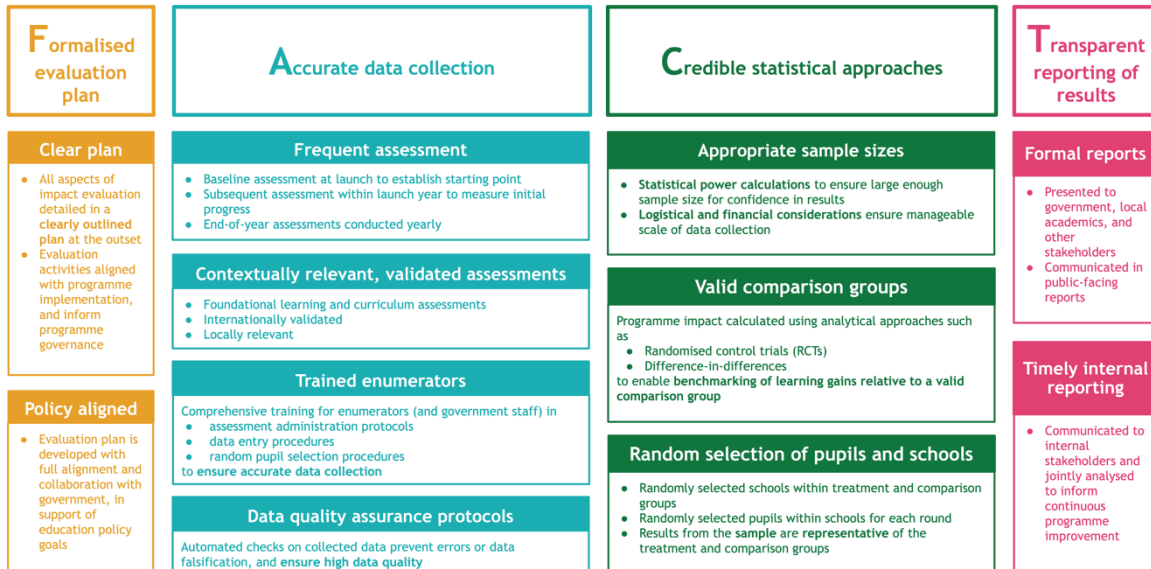 Formalised
evaluation
plan
Accurate data collection
Credible statistical approaches
Transparent
reporting of
results
Clear plan
● All aspects of
impact evaluation
detailed in a
clearly outlined
plan at the outset
● Evaluation
activities aligned
with programme
implementation,
and inform
programme
governance
Policy aligned
● Evaluation plan is
developed with
full alignment and
collaboration with
government, in
support of
education policy
goals
Frequent assessment
● Baseline assessment at launch to establish starting point
● Subsequent assessment within launch year to measure initial
progress
● End-of-year assessments conducted yearly
Contextually relevant, validated assessments
● Foundational learning and curriculum assessments
● Internationally validated
● Locally relevant
Trained enumerators
Comprehensive training for enumerators (and government staff) in
● assessment administration protocols
● data entry procedures
● random pupil selection procedures
to ensure accurate data collection
Data quality assurance protocols
Automated checks on collected data prevent errors or data
falsification, and ensure high data quality
Appropriate sample sizes
● Statistical power calculations to ensure large enough
sample size for confidence in results
● Logistical and financial considerations ensure manageable
scale of data collection
Valid comparison groups
Programme impact calculated using analytical approaches such
as
● Randomised control trials (RCTs)
● Difference-in-differences
to enable benchmarking of learning gains relative to a valid
comparison group
Random selection of pupils and schools
● Randomly selected schools within treatment and comparison
groups
● Randomly selected pupils within schools for each round
● Results from the sample are representative of the
treatment and comparison groups
Formal reports
● Presented to
government, local
academics, and
other
stakeholders
● Communicated in
public-facing
reports
Timely internal
reporting
● Communicated to
internal
stakeholders and
jointly analysed
to inform
continuous
programme
improvement